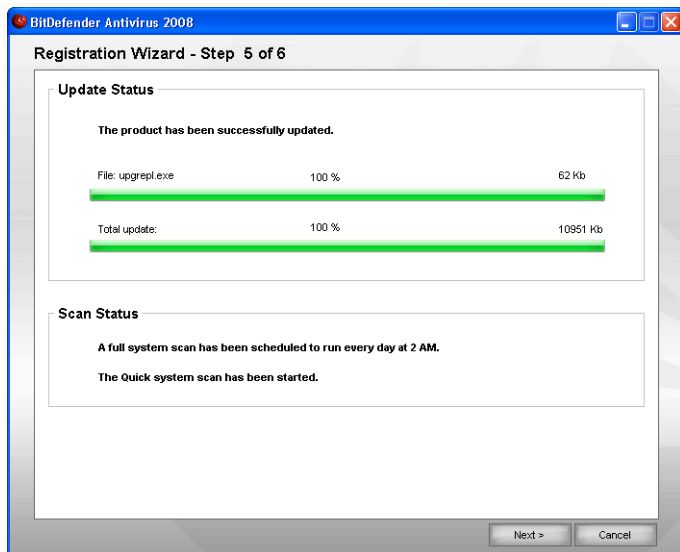 BitDefender Antivirus 2008
Registration Wizard - Step 5 of 6
Update Status
The product has been successfully updated.
File: upgrepl.exe 100 % 62 Kb
Total update: 100 % 10951 Kb
Scan Status
A full system scan has been scheduled to run every day at 2 AM.
The Quick system scan has been started.
Next > Cancel